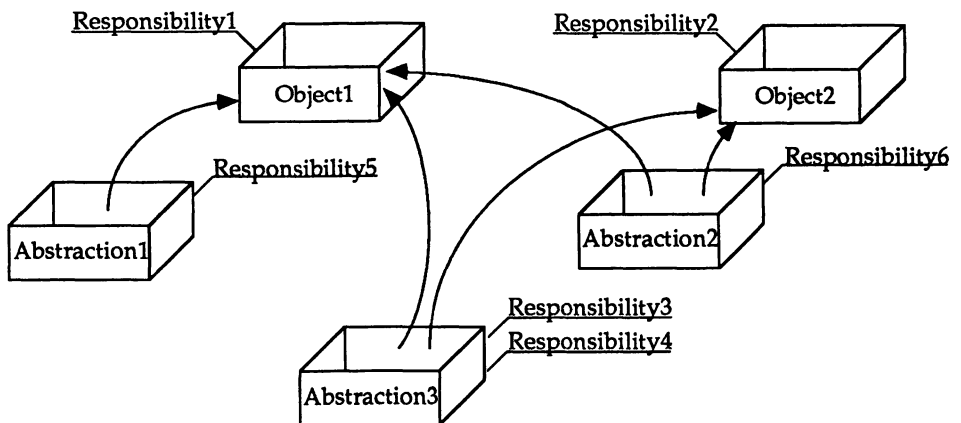 Responsibility1
Responsibility2
Object1
Object2
Responsibility5
Responsibility6
Abstraction1
Abstraction2
Responsibility3
Responsibility4
Abstraction3